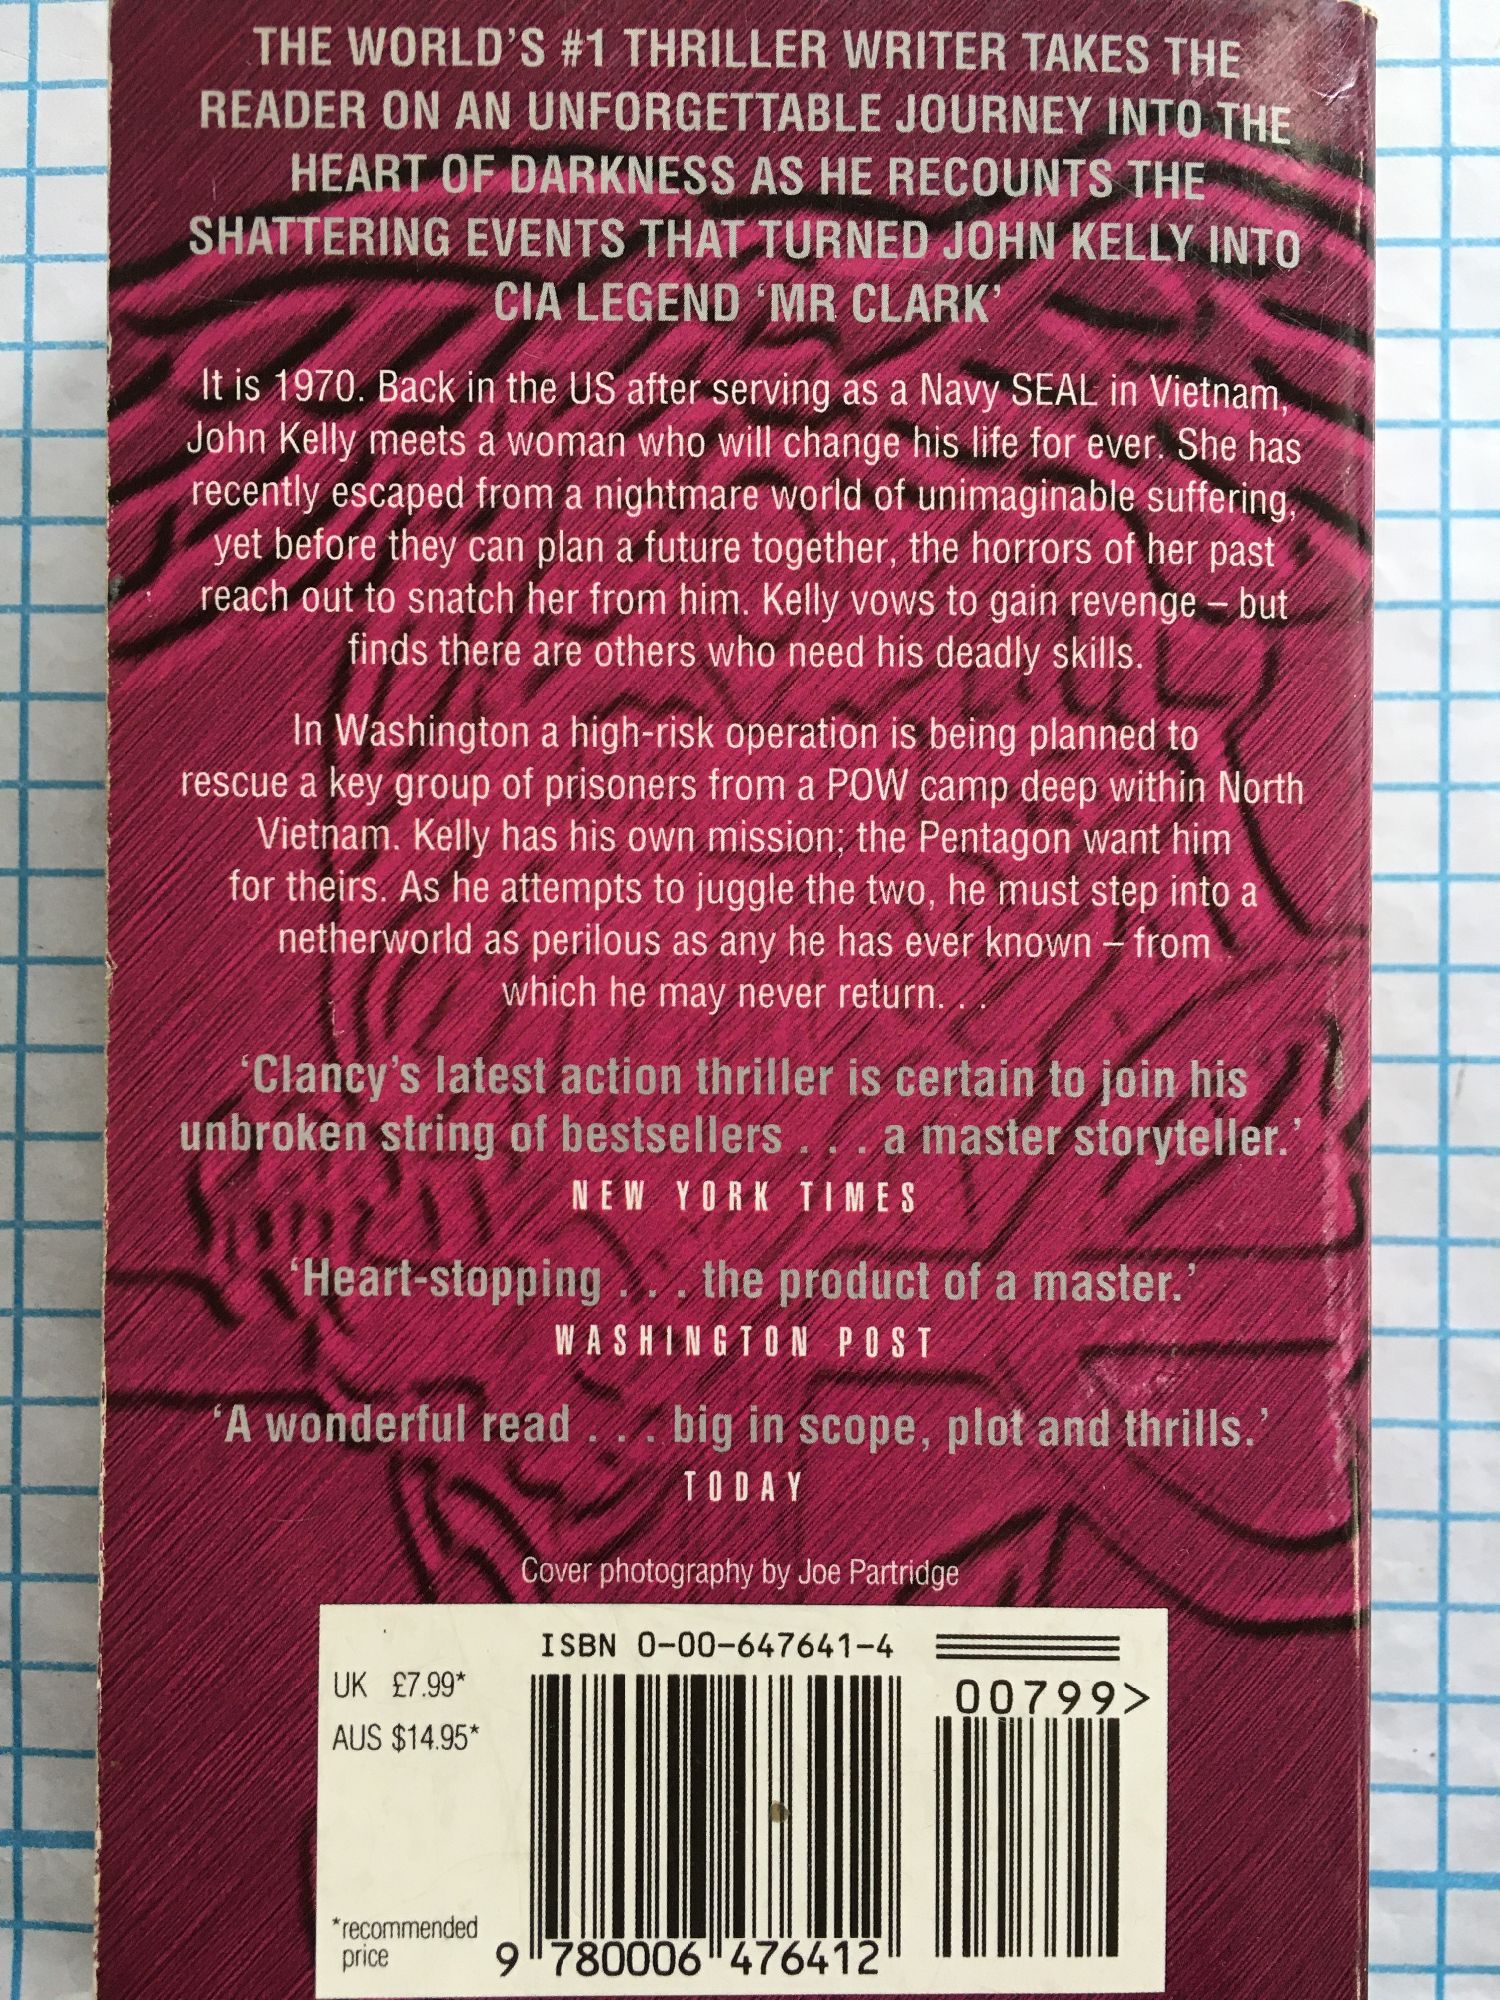 THE WORLD'S #1 THRILLER WRITER TAKES THE
READER ON AN UNFORGETTABLE JOURNEY INTO THE
HEART OF DARKNESS AS HE RECOUNTS THE
SHATTERING EVENTS THAT TURNED JOHN KELLY INTO
CIA LEGEND 'MR CLARK'
It is 1970. Back in the US after serving as a Navy SEAL in Vietnam,
John Kelly meets a woman who will change his life for ever. She has
recently escaped from a nightmare world of unimaginable suffering,
yet before they can plan a future together, the horrors of her past
reach out to snatch her from him. Kelly vows to gain revenge – but
finds there are others who need his deadly skills.
In Washington a high-risk operation is being planned to
rescue a key group of prisoners from a POW camp deep within North
Vietnam. Kelly has his own mission; the Pentagon want him
for theirs. As he attempts to juggle the two, he must step into a
netherworld as perilous as any he has ever known – from
which he may never return. . .
'Clancy's latest action thriller is certain to join his
unbroken string of bestsellers . . . a master storyteller.'
NEW YORK TIMES
'Heart-stopping . . . the product of a master.'
WASHINGTON POST
'A wonderful read . . . big in scope, plot and thrills.'
TODAY
Cover photography by Joe Partridge
ISBN 0-00-647641-4
UK £7.99*
AUS $14.95*
00799>
*recommended
price
9 780006 476412